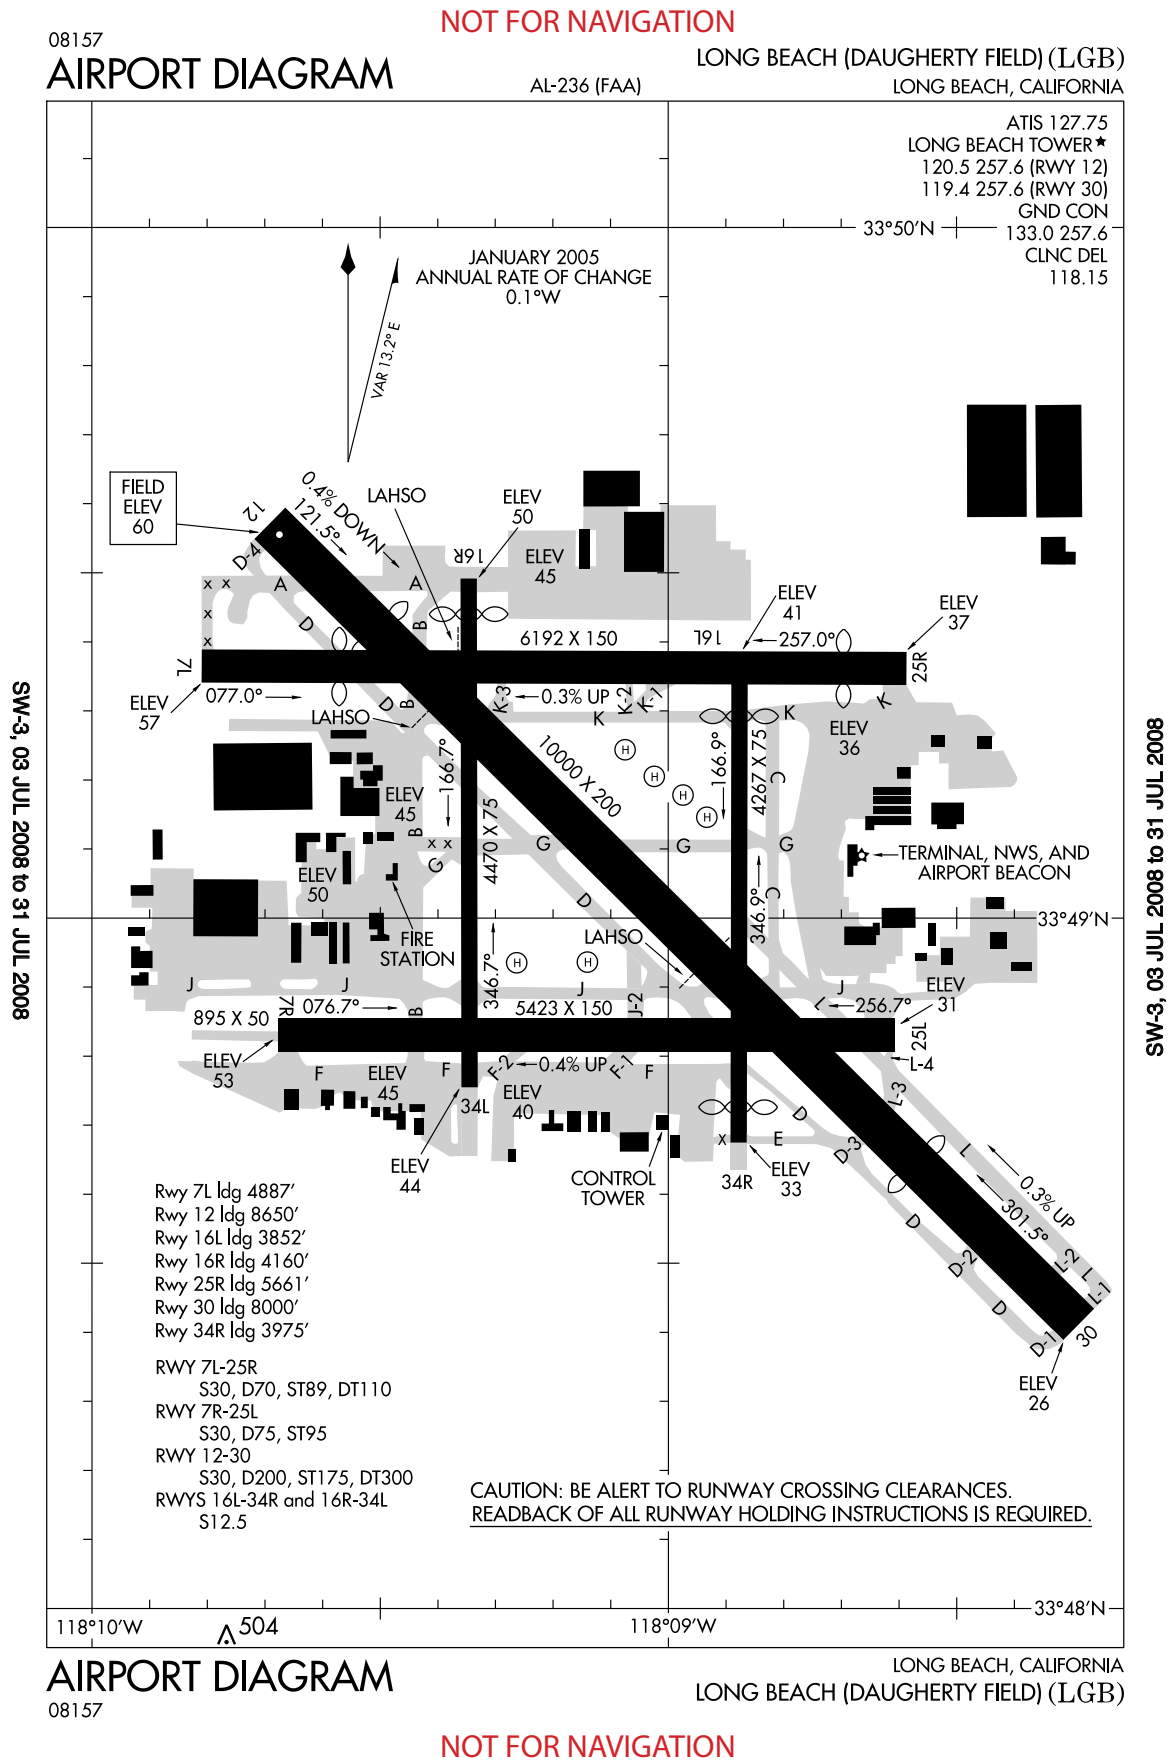 NOT FOR NAVIGATION
08157
AIRPORT DIAGRAM
AL-236 (FAA)
LONG BEACH (DAUGHERTY FIELD) (LGB)
LONG BEACH, CALIFORNIA
ATIS 127.75
LONG BEACH TOWER★
120.5 257.6 (RWY 12)
119.4 257.6 (RWY 30)
GND CON
133.0 257.6
CLNC DEL
118.15
33°50'N
JANUARY 2005
ANNUAL RATE OF CHANGE
0.1°W
VAR 13.2° E
FIELD
ELEV
60
12
0.4% DOWN
121.5°
LAHSO
ELEV
50
16R
ELEV
45
D-4
A
A
x x
x
x
D
B
ELEV
41
ELEV
37
6192 X 150
16L
257.0°
7L
25R
ELEV
57
077.0°
D
B
K-3
0.3% UP
K-2
K-1
K
K
K
LAHSO
ELEV
36
166.7°
10000 X 200
H
H
H
H
166.9°
4267 X 75
C
ELEV
45
B
x x
G
4470 X 75
G
G
G
TERMINAL, NWS, AND
AIRPORT BEACON
ELEV
50
D
346.9°
C
33°49'N
FIRE
STATION
LAHSO
346.7°
H
H
J
J
J
J
J-2
L
ELEV
31
256.7°
7R
076.7°
B
5423 X 150
895 X 50
25L
ELEV
53
L-4
F
ELEV
45
F
F-2
0.4% UP
F-1
F
L-3
34L
ELEV
40
D
x
E
D-3
L
ELEV
44
CONTROL
TOWER
34R
ELEV
33
0.3% UP
301.5°
D
D-2
L-2
L
L-1
D
D-1
30
ELEV
26
Rwy 7L ldg 4887'
Rwy 12 ldg 8650'
Rwy 16L ldg 3852'
Rwy 16R ldg 4160'
Rwy 25R ldg 5661'
Rwy 30 ldg 8000'
Rwy 34R ldg 3975'
RWY 7L-25R
S30, D70, ST89, DT110
RWY 7R-25L
S30, D75, ST95
RWY 12-30
S30, D200, ST175, DT300
RWYS 16L-34R and 16R-34L
S12.5
CAUTION: BE ALERT TO RUNWAY CROSSING CLEARANCES.
READBACK OF ALL RUNWAY HOLDING INSTRUCTIONS IS REQUIRED.
33°48'N
118°10'W
504
118°09'W
SW-3, 03 JUL 2008 to 31 JUL 2008
SW-3, 03 JUL 2008 to 31 JUL 2008
AIRPORT DIAGRAM
08157
LONG BEACH, CALIFORNIA
LONG BEACH (DAUGHERTY FIELD) (LGB)
NOT FOR NAVIGATION